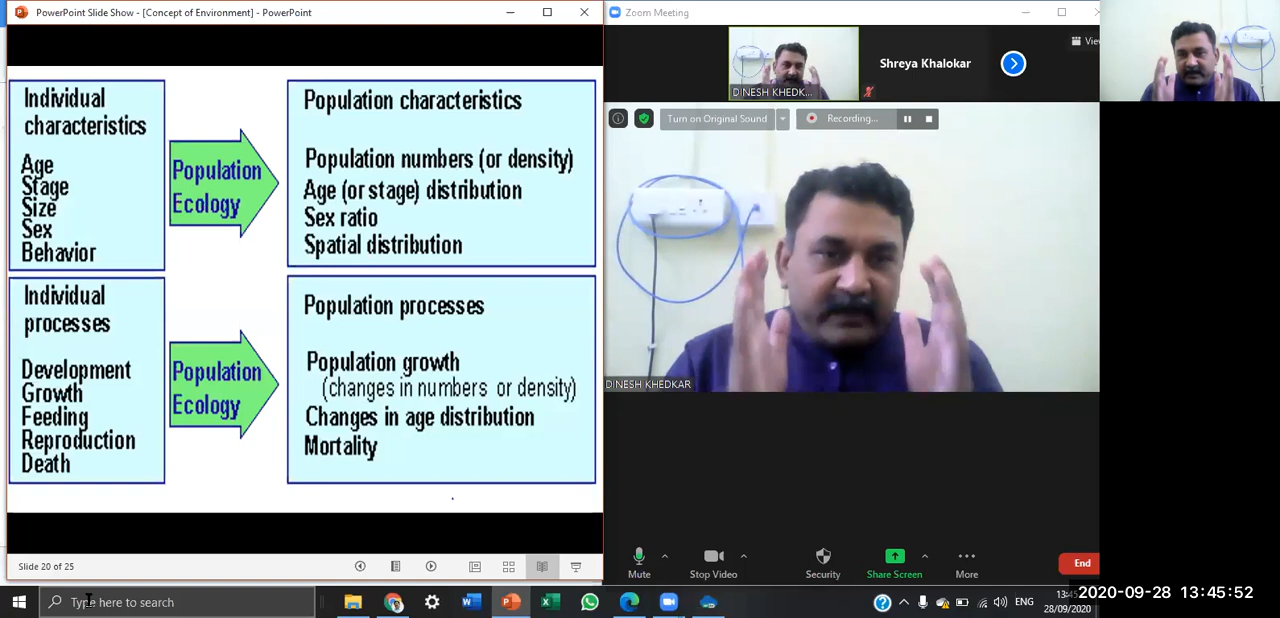 PowerPoint Slide Show - [Concept of Environment] - PowerPoint
Individual
characteristics
Age
Stage
Size
Sex
Behavior
Population
Ecology
Population characteristics
Population numbers (or density)
Age (or stage) distribution
Sex ratio
Spatial distribution
Individual
processes
Development
Growth
Feeding
Reproduction
Death
Population
Ecology
Population processes
Population growth
(changes in numbers or density)
Changes in age distribution
Mortality
Slide 20 of 25
Zoom Meeting
DINESH KHEDK...
Shreya Khalokar
Turn on Original Sound
Recording...
DINESH KHEDKAR
Mute
Stop Video
Security
Share Screen
More
End
Type here to search
ENG
28/09/2020
2020-09-28 13:45:52